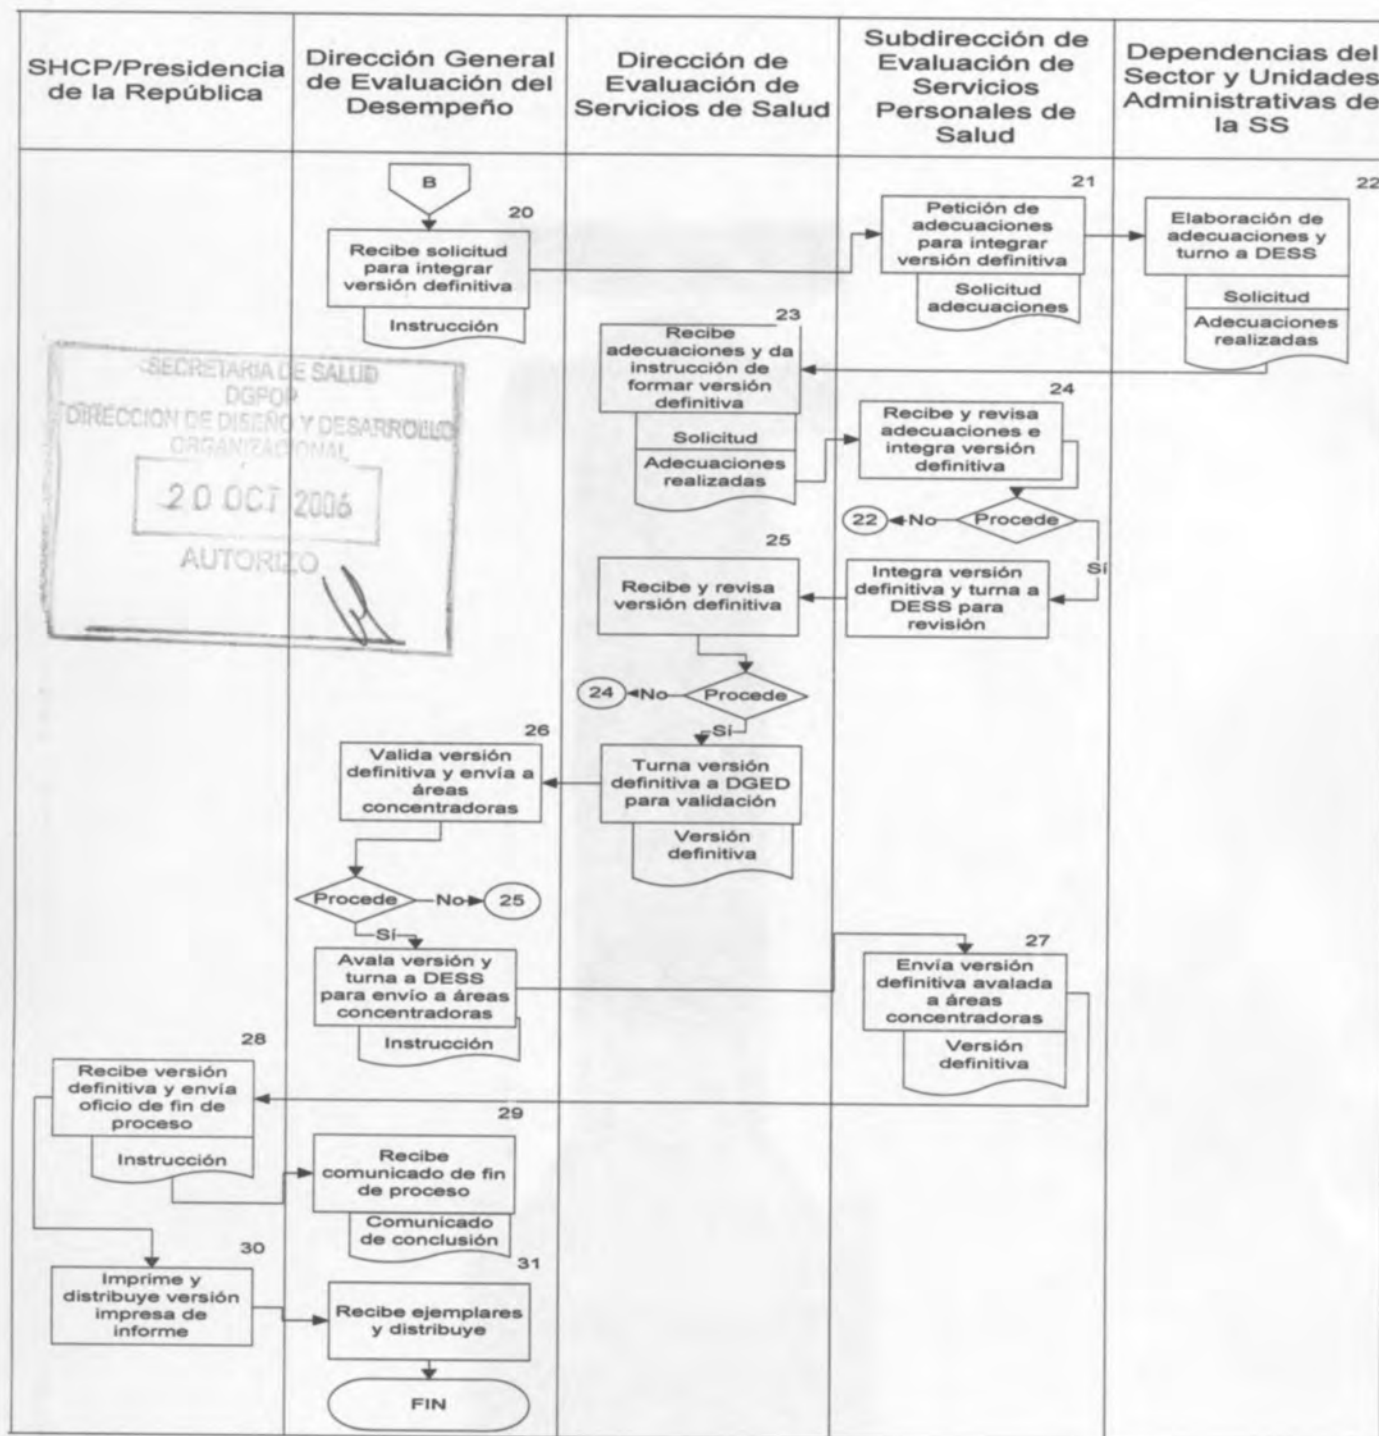 SHCP/Presidencia
de la República
Dirección General
de Evaluación del
Desempeño
Dirección de
Evaluación de
Servicios de Salud
Subdirección de
Evaluación de
Servicios
Personales de
Salud
Dependencias del
Sector y Unidades
Administrativas de
la SS
B
20
Recibe solicitud
para integrar
versión definitiva
Instrucción
21
Petición de
adecuaciones
para integrar
versión definitiva
Solicitud
adecuaciones
22
Elaboración de
adecuaciones y
turno a DESS
Solicitud
Adecuaciones
realizadas
23
Recibe
adecuaciones y da
instrucción de
formar versión
definitiva
Solicitud
Adecuaciones
realizadas
24
Recibe y revisa
adecuaciones e
integra versión
definitiva
Procede
No
22
Sí
Integra versión
definitiva y turna a
DESS para
revisión
25
Recibe y revisa
versión definitiva
Procede
No
24
Sí
Turna versión
definitiva a DGED
para validación
Versión
definitiva
26
Valida versión
definitiva y envía a
áreas
concentradoras
Procede
No
25
Sí
Avala versión y
turna a DESS
para envío a áreas
concentradoras
Instrucción
27
Envía versión
definitiva avalada
a áreas
concentradoras
Versión
definitiva
28
Recibe versión
definitiva y envía
oficio de fin de
proceso
Instrucción
29
Recibe
comunicado de fin
de proceso
Comunicado
de conclusión
30
Imprime y
distribuye versión
impresa de
informe
31
Recibe ejemplares
y distribuye
FIN
SECRETARIA DE SALUD
DGPOP
DIRECCION DE DISEÑO Y DESARROLLO
ORGANIZACIONAL
20 OCT 2006
AUTORIZO